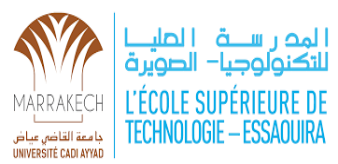 MARRAKECH
جامعة القاضي عياض
UNIVERSITÉ CADI AYYAD
المدرسة العليا
للتكنولوجيا- الصويرة
L'ÉCOLE SUPÉRIEURE DE
TECHNOLOGIE – ESSAOUIRA